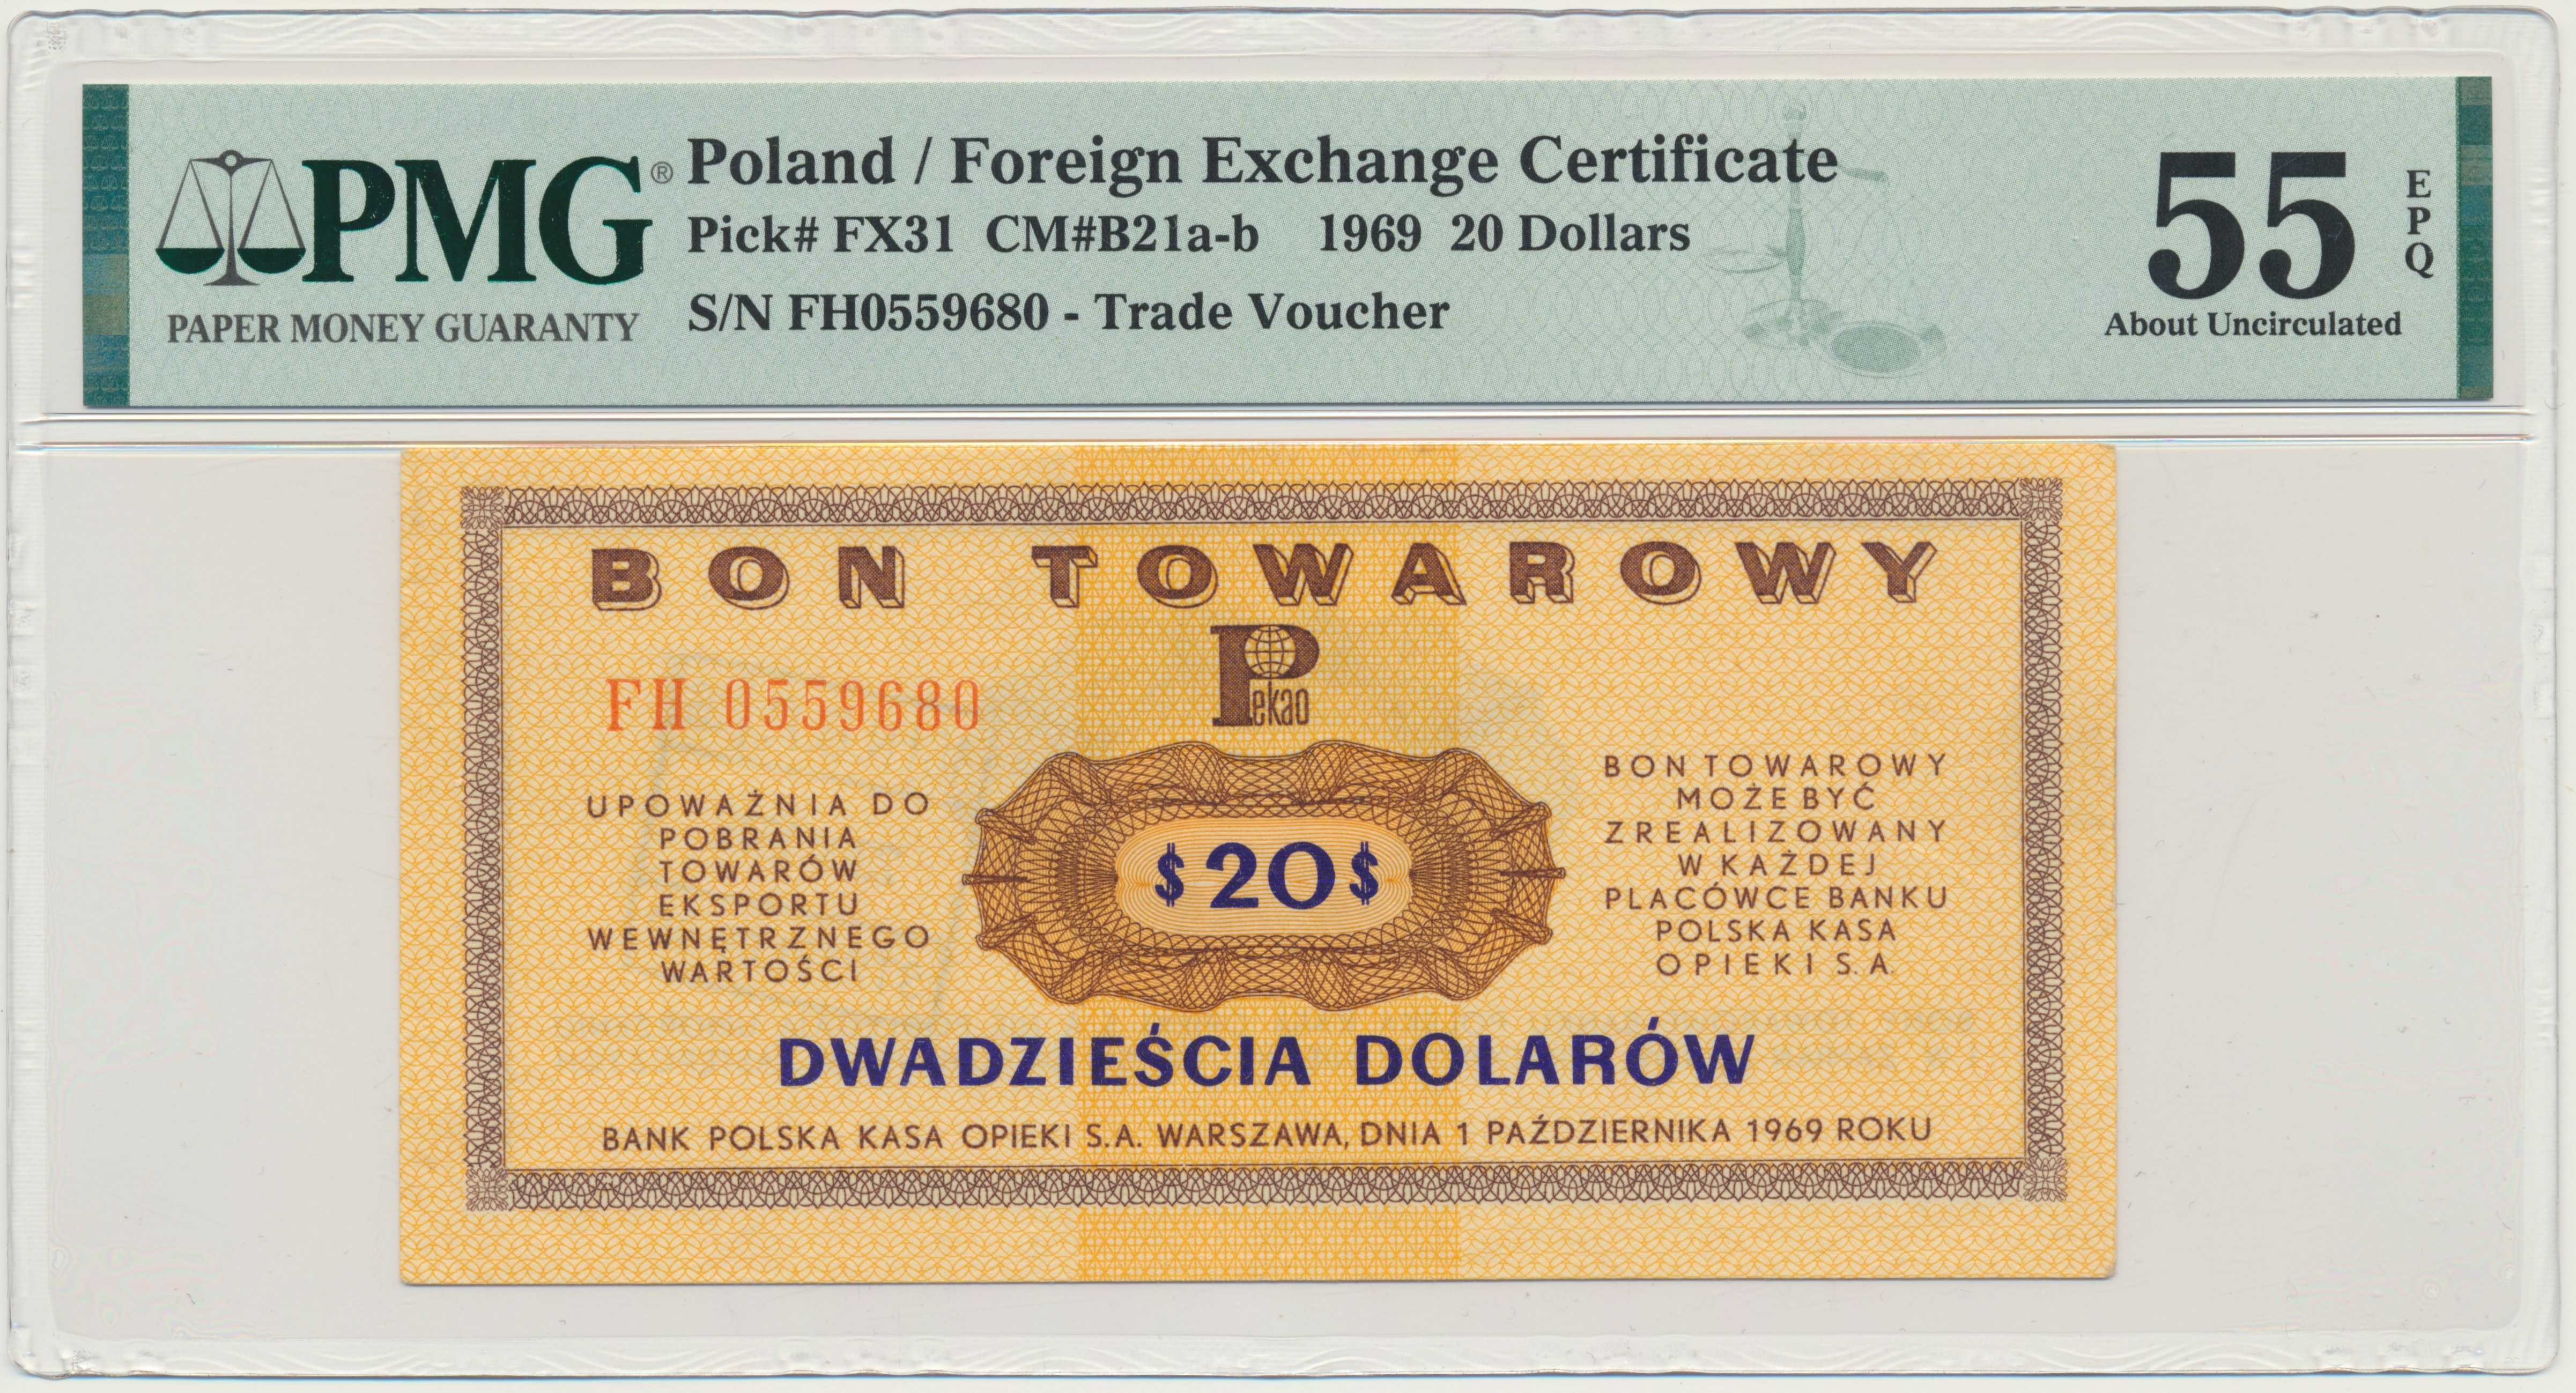 PMG®
PAPER MONEY GUARANTY
Poland / Foreign Exchange Certificate
Pick# FX31 CM#B21a-b 1969 20 Dollars
S/N FH0559680 - Trade Voucher
55
EPQ
About Uncirculated
BON TOWAROWY
Pekao
FH 0559680
UPOWAŻNIA DO
POBRANIA
TOWARÓW
EKSPORTU
WEWNĘTRZNEGO
WARTOŚCI
$20$
BON TOWAROWY
MOŻE BYĆ
ZREALIZOWANY
W KAŻDEJ
PLACÓWCE BANKU
POLSKA KASA
OPIEKI S.A.
DWADZIEŚCIA DOLARÓW
BANK POLSKA KASA OPIEKI S.A. WARSZAWA, DNIA 1 PAŹDZIERNIKA 1969 ROKU